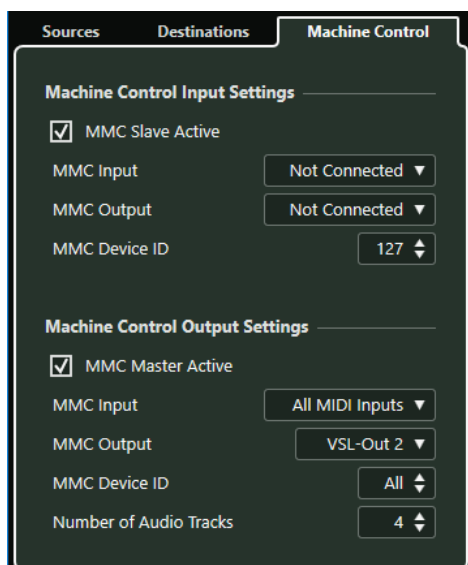 Sources Destinations Machine Control
Machine Control Input Settings
MMC Slave Active
MMC Input Not Connected
MMC Output Not Connected
MMC Device ID 127
Machine Control Output Settings
MMC Master Active
MMC Input All MIDI Inputs
MMC Output VSL-Out 2
MMC Device ID All
Number of Audio Tracks 4